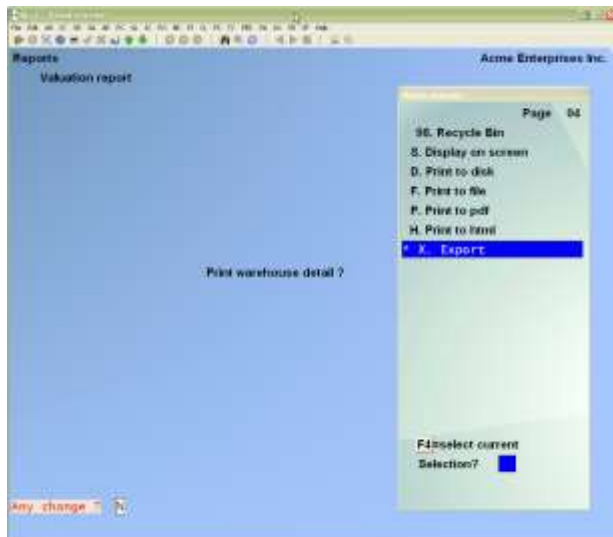 Reports
Acme Enterprises Inc.
Valuation report
Page 04
98. Recycle Bin
S. Display on screen
D. Print to disk
F. Print to file
P. Print to pdf
H. Print to html
* X. Export
Print warehouse detail ?
F4=select current
Selection?
Any change ? N